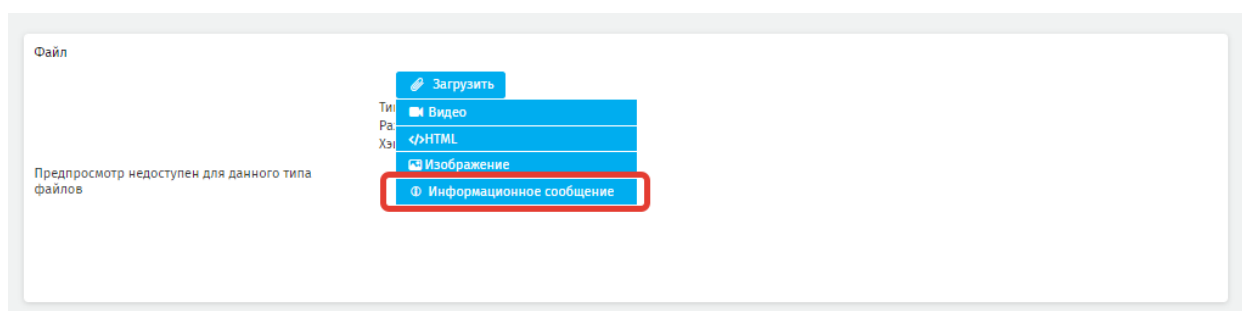 Файл
Загрузить
Видео
</>HTML
Изображение
Предпросмотр недоступен для данного типа
файлов
Информационное сообщение